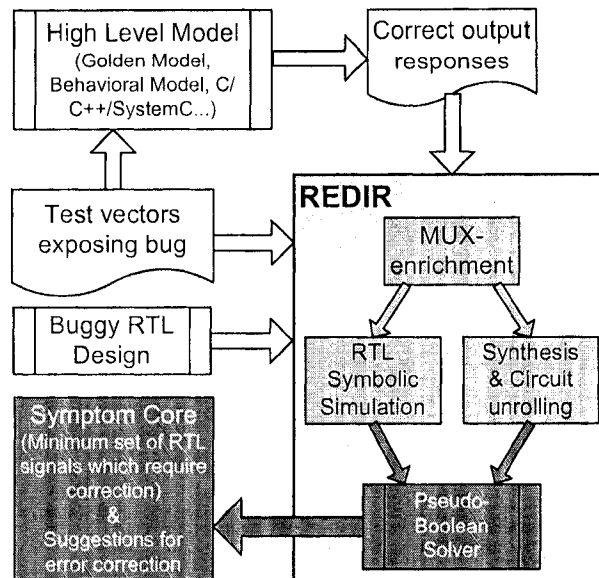 High Level Model
(Golden Model,
Behavioral Model, C/
C++/SystemC...)
Correct output
responses
Test vectors
exposing bug
Buggy RTL
Design
REDIR
MUX-
enrichment
RTL
Symbolic
Simulation
Synthesis
& Circuit
unrolling
Pseudo-
Boolean
Solver
Symptom Core
(Minimum set of RTL
signals which require
correction)
&
Suggestions for
error correction